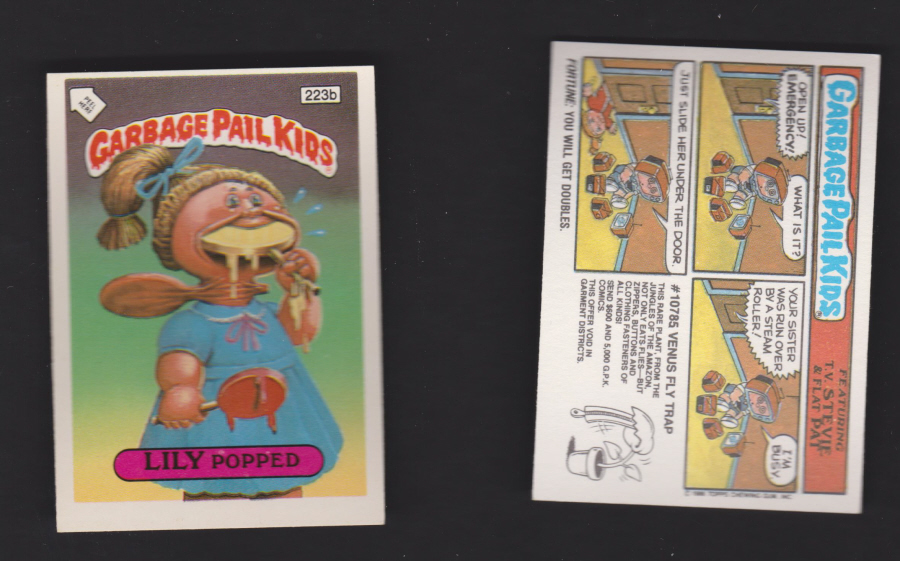 PEEL
HERE
223b
GARBAGE PAIL KIDS
LILY POPPED
GARBAGE PAIL KIDS®
FEATURING
T.V. STEVIE
& FLAT PAT
OPEN UP!
EMERGENCY!
WHAT IS IT?
YOUR SISTER
WAS RUN OVER
BY A STEAM
ROLLER!
I'M
BUSY.
JUST SLIDE HER UNDER THE DOOR.
FORTUNE: YOU WILL GET DOUBLES.
#10785 VENUS FLY TRAP
THIS RARE PLANT, FROM THE
JUNGLES OF THE AMAZON,
NOT ONLY EATS FLIES—BUT
ZIPPERS, BUTTONS AND
CLOTHING FASTENERS OF
ALL KINDS!
SEND $600 AND 5,000 G.P.K.
COMICS.
THIS OFFER VOID IN
GARMENT DISTRICTS.
© 1986 TOPPS CHEWING GUM, INC.